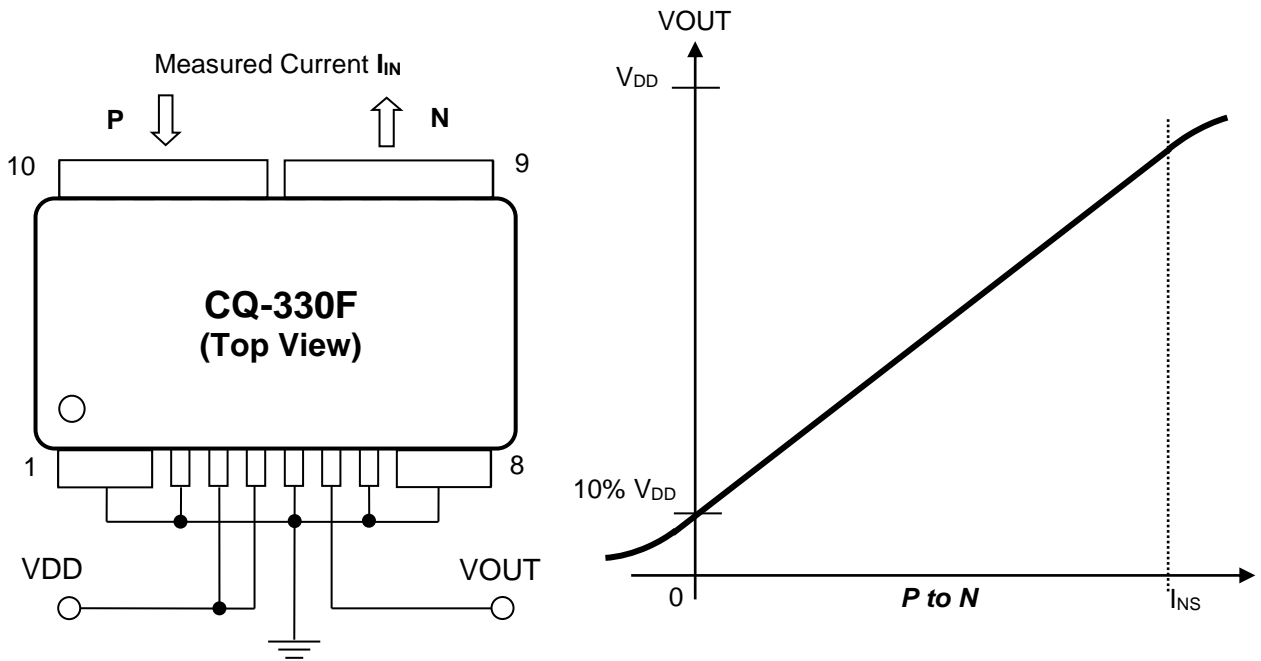 Measured Current IIN
P
N
10
9
CQ-330F
(Top View)
1
8
VDD
VOUT
VOUT
VDD
10% VDD
0
P to N
INS